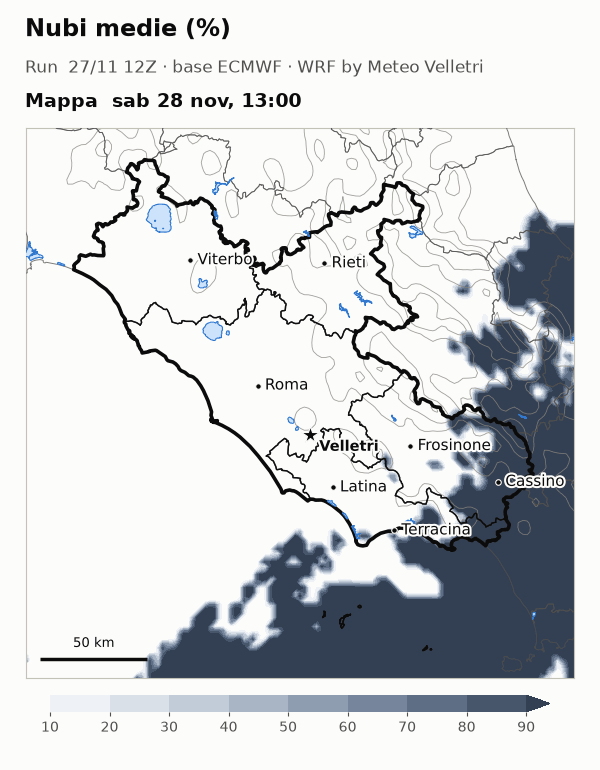 Nubi medie (%)
Run 27/11 12Z · base ECMWF · WRF by Meteo Velletri
Mappa sab 28 nov, 13:00
Viterbo
Rieti
Roma
Velletri
Frosinone
Cassino
Latina
Terracina
50 km
10 20 30 40 50 60 70 80 90